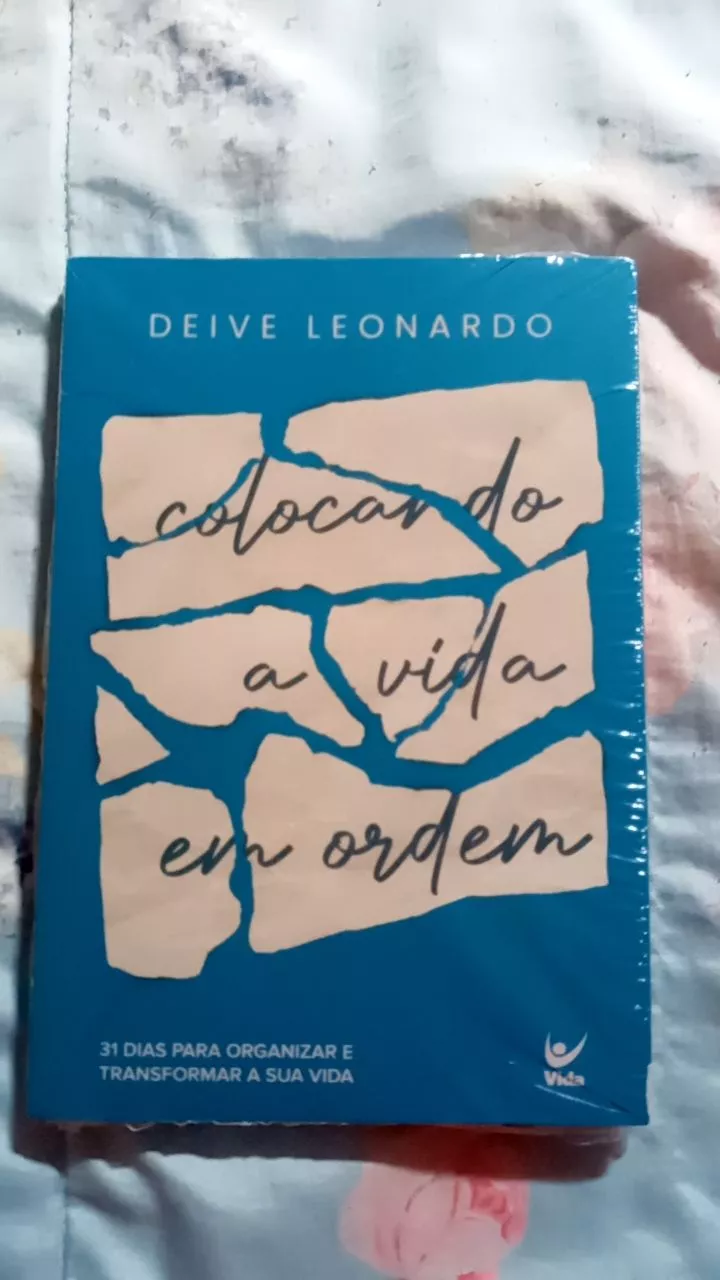 DEIVE LEONARDO
colocando
a vida
em ordem
31 DIAS PARA ORGANIZAR E
TRANSFORMAR A SUA VIDA
Vida